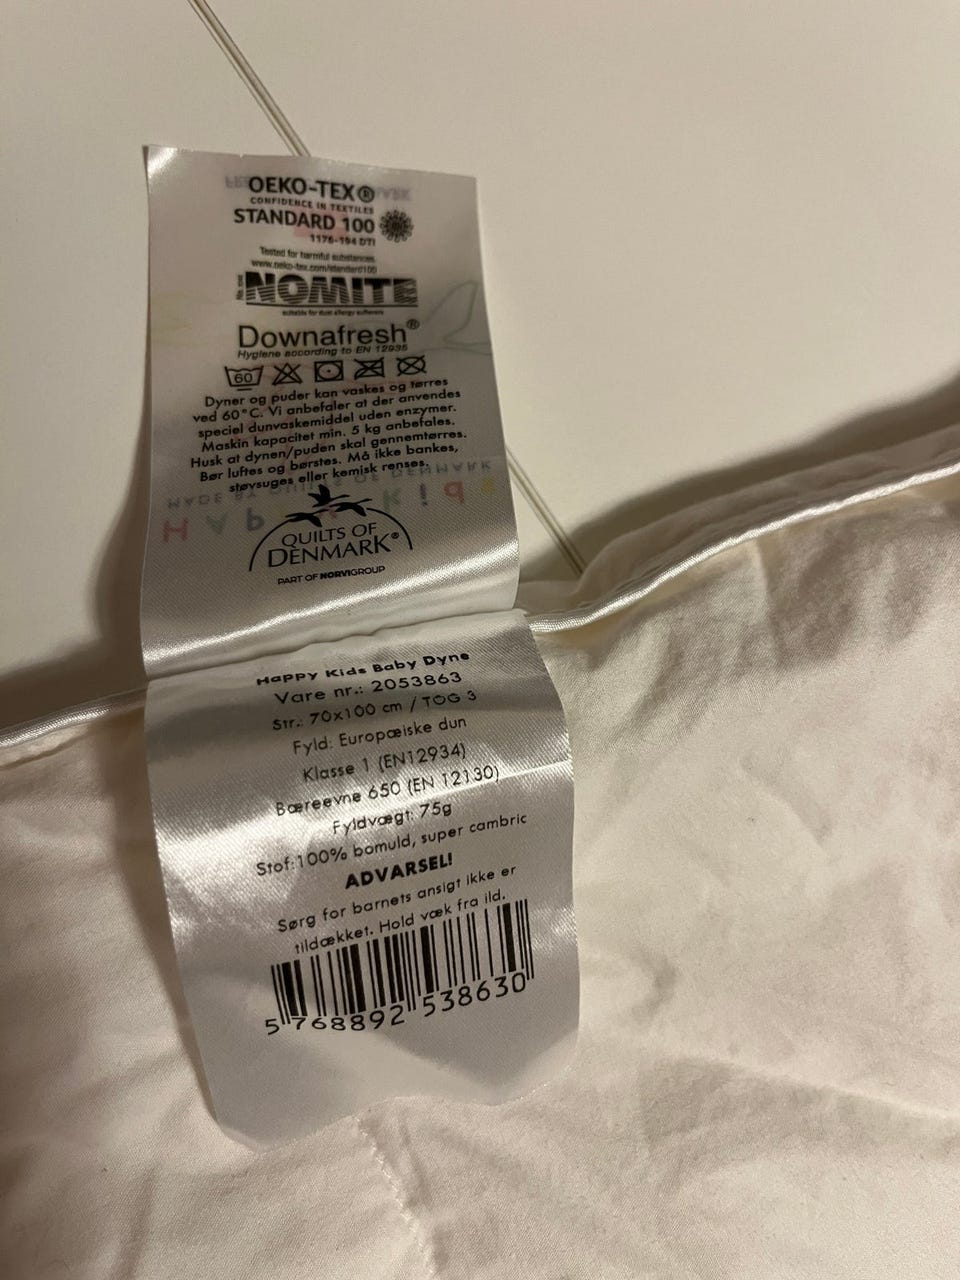 OEKO-TEX®
CONFIDENCE IN TEXTILES
STANDARD 100
1176-194 DTI
Tested for harmful substances
www.oeko-tex.com/standard100
NOMITE
suitable for dust allergy sufferers
Downafresh®
Hygiene according to EN 12935
60
Dyner og puder kan vaskes og tørres
ved 60°C. Vi anbefaler at der anvendes
speciel dunvaskemiddel uden enzymer.
Maskin kapacitet min. 5 kg anbefales.
Husk at dynen/puden skal gennemtørres.
Bør luftes og børstes. Må ikke bankes,
støvsuges eller kemisk renses.
QUILTS OF
DENMARK®
PART OF NORVIGROUP
HAPPY Kids Baby Dyne
Vare nr.: 2053863
Str.: 70x100 cm / TOG 3
Fyld: Europæiske dun
Klasse 1 (EN12934)
Bæreevne 650 (EN 12130)
Fyldvægt: 75g
Stof:100% bomuld, super cambric
ADVARSEL!
Sørg for barnets ansigt ikke er
tildækket. Hold væk fra ild.
5 768892 538630